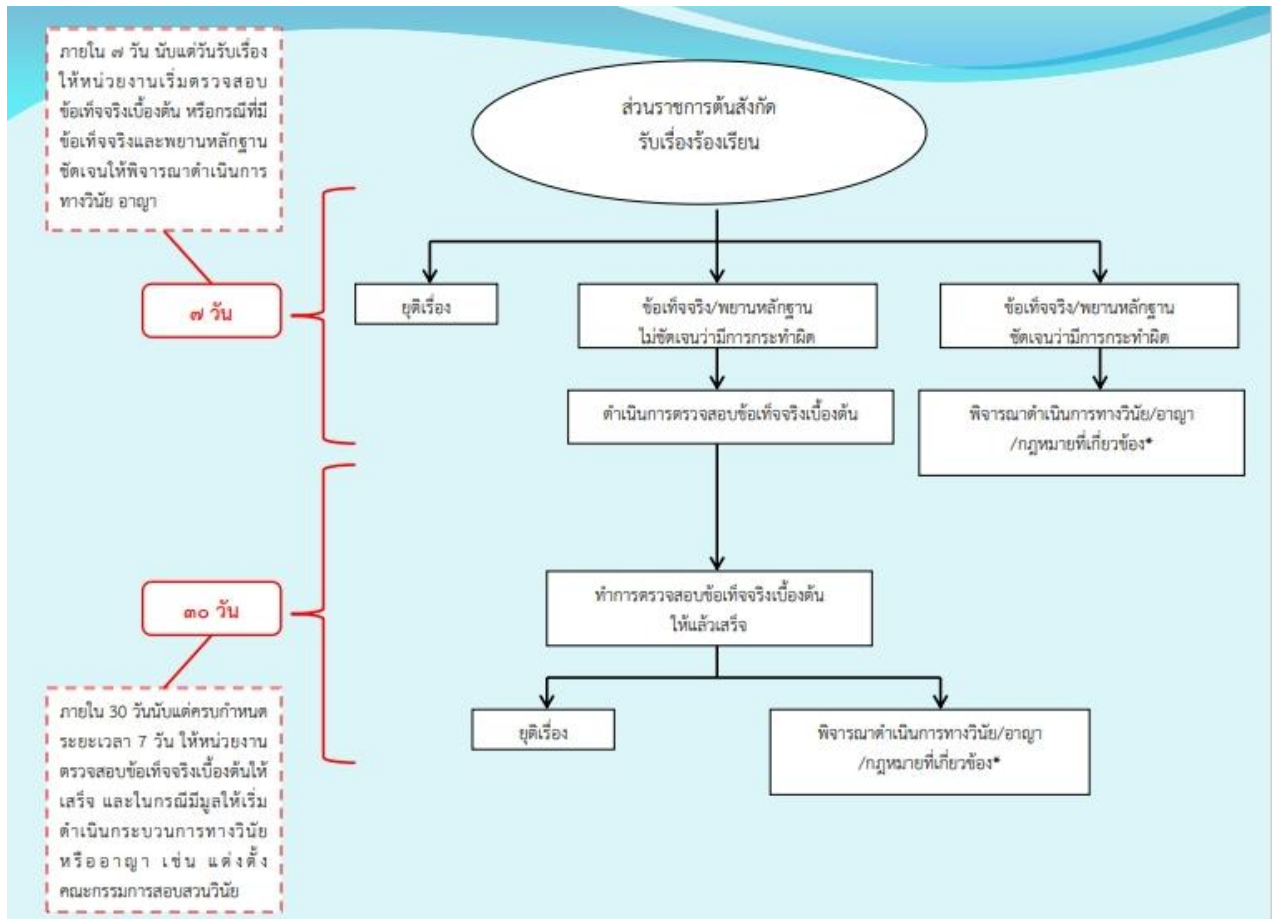 ภายใน ๗ วัน นับแต่วันรับเรื่อง
ให้หน่วยงานเริ่มตรวจสอบ
ข้อเท็จจริงเบื้องต้น หรือกรณีที่มี
ข้อเท็จจริงและพยานหลักฐาน
ชัดเจนให้พิจารณาดำเนินการ
ทางวินัย อาญา
ส่วนราชการต้นสังกัด
รับเรื่องร้องเรียน
๗ วัน
ยุติเรื่อง
ข้อเท็จจริง/พยานหลักฐาน
ไม่ชัดเจนว่ามีการกระทำผิด
ข้อเท็จจริง/พยานหลักฐาน
ชัดเจนว่ามีการกระทำผิด
ดำเนินการตรวจสอบข้อเท็จจริงเบื้องต้น
พิจารณาดำเนินการทางวินัย/อาญา
/กฎหมายที่เกี่ยวข้อง*
๓๐ วัน
ทำการตรวจสอบข้อเท็จจริงเบื้องต้น
ให้แล้วเสร็จ
ยุติเรื่อง
พิจารณาดำเนินการทางวินัย/อาญา
/กฎหมายที่เกี่ยวข้อง*
ภายใน 30 วันนับแต่ครบกำหนด
ระยะเวลา 7 วัน ให้หน่วยงาน
ตรวจสอบข้อเท็จจริงเบื้องต้นให้
เสร็จ และในกรณีมีมูลให้เริ่ม
ดำเนินกระบวนการทางวินัย
หรืออาญา เช่น แต่งตั้ง
คณะกรรมการสอบสวนวินัย